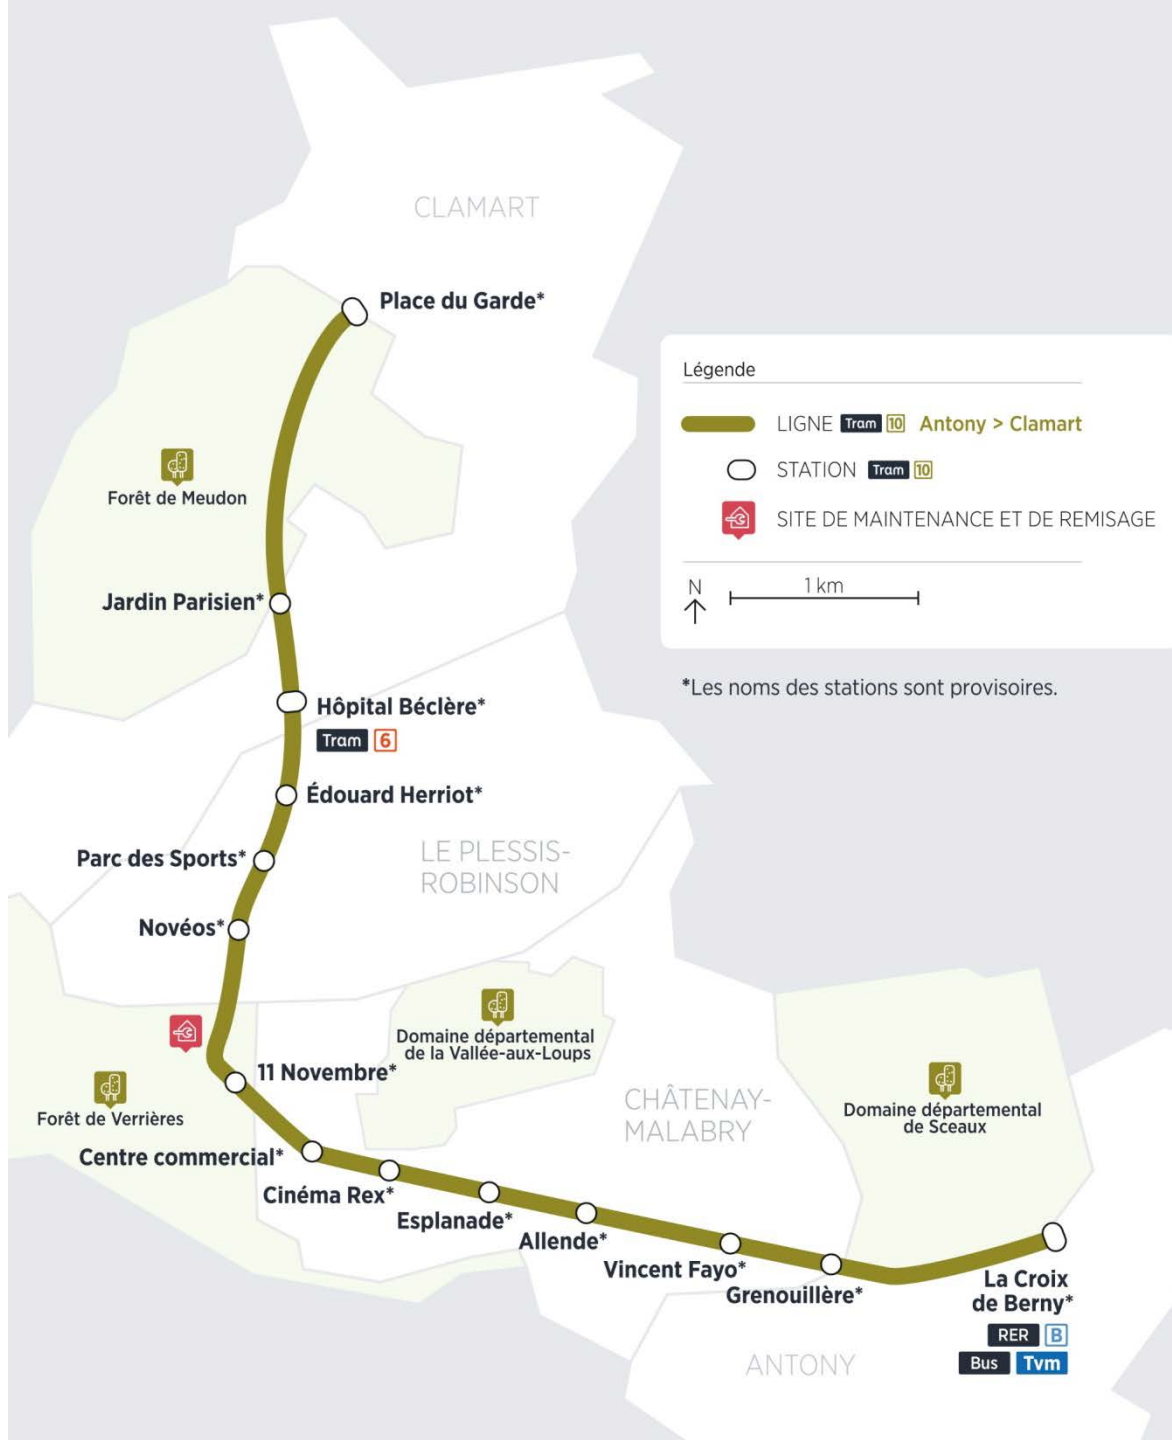 CLAMART
Place du Garde*
Légende
LIGNE Tram 10 Antony > Clamart
STATION Tram 10
SITE DE MAINTENANCE ET DE REMISAGE
N
1 km
*Les noms des stations sont provisoires.
Forêt de Meudon
Jardin Parisien*
Hôpital Béclère*
Tram 6
Édouard Herriot*
LE PLESSIS-
ROBINSON
Parc des Sports*
Novéos*
Domaine départemental
de la Vallée-aux-Loups
11 Novembre*
Forêt de Verrières
CHÂTENAY-
MALABRY
Domaine départemental
de Sceaux
Centre commercial*
Cinéma Rex*
Esplanade*
Allende*
Vincent Fayo*
Grenouillère*
La Croix
de Berny*
RER B
Bus Tvm
ANTONY